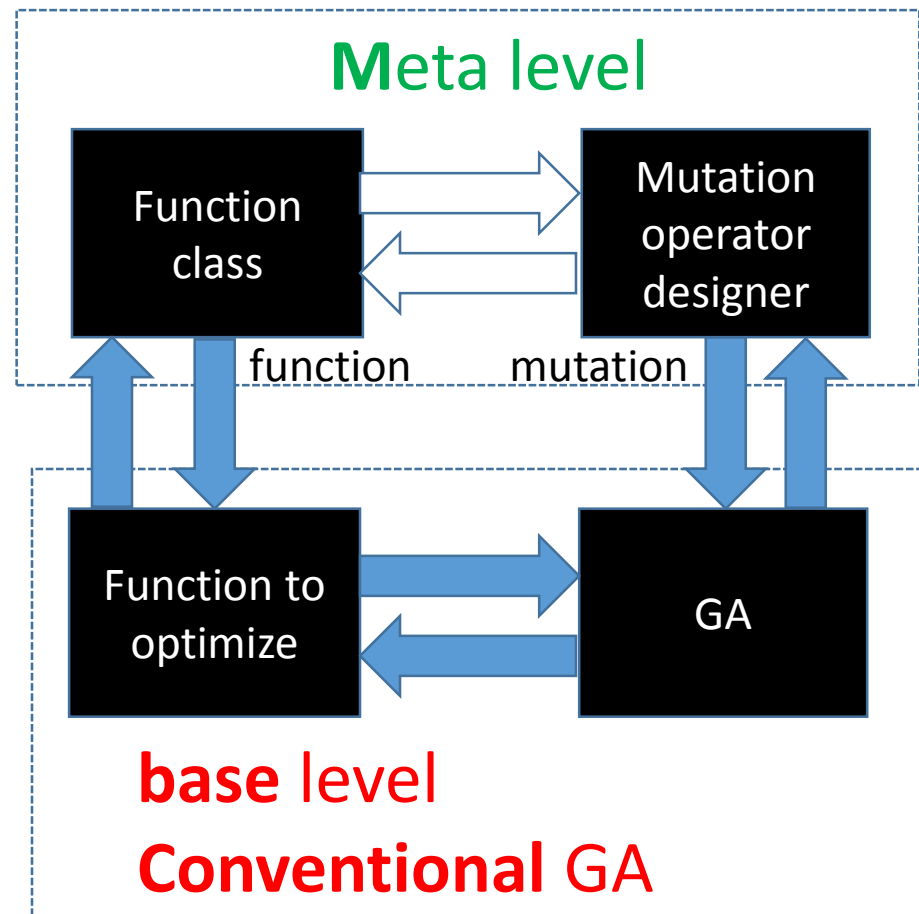 Meta level
Function
class
Mutation
operator
designer
function
mutation
Function to
optimize
GA
base level
Conventional GA